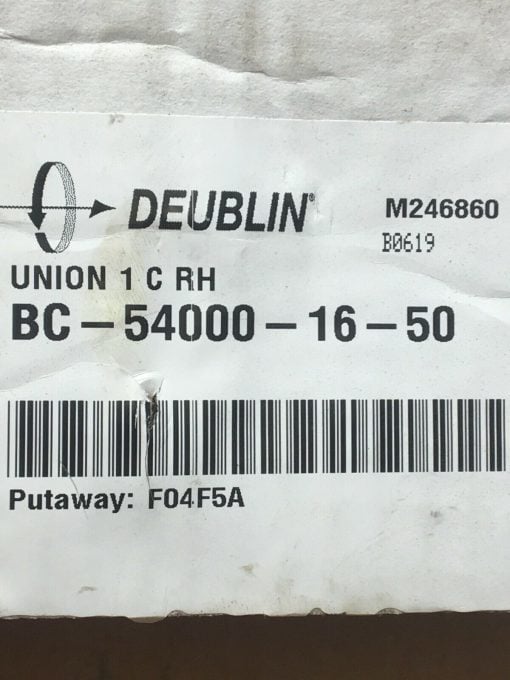 DEUBLIN® M246860
B0619
UNION 1 C RH
BC-54000-16-50
Putaway: F04F5A